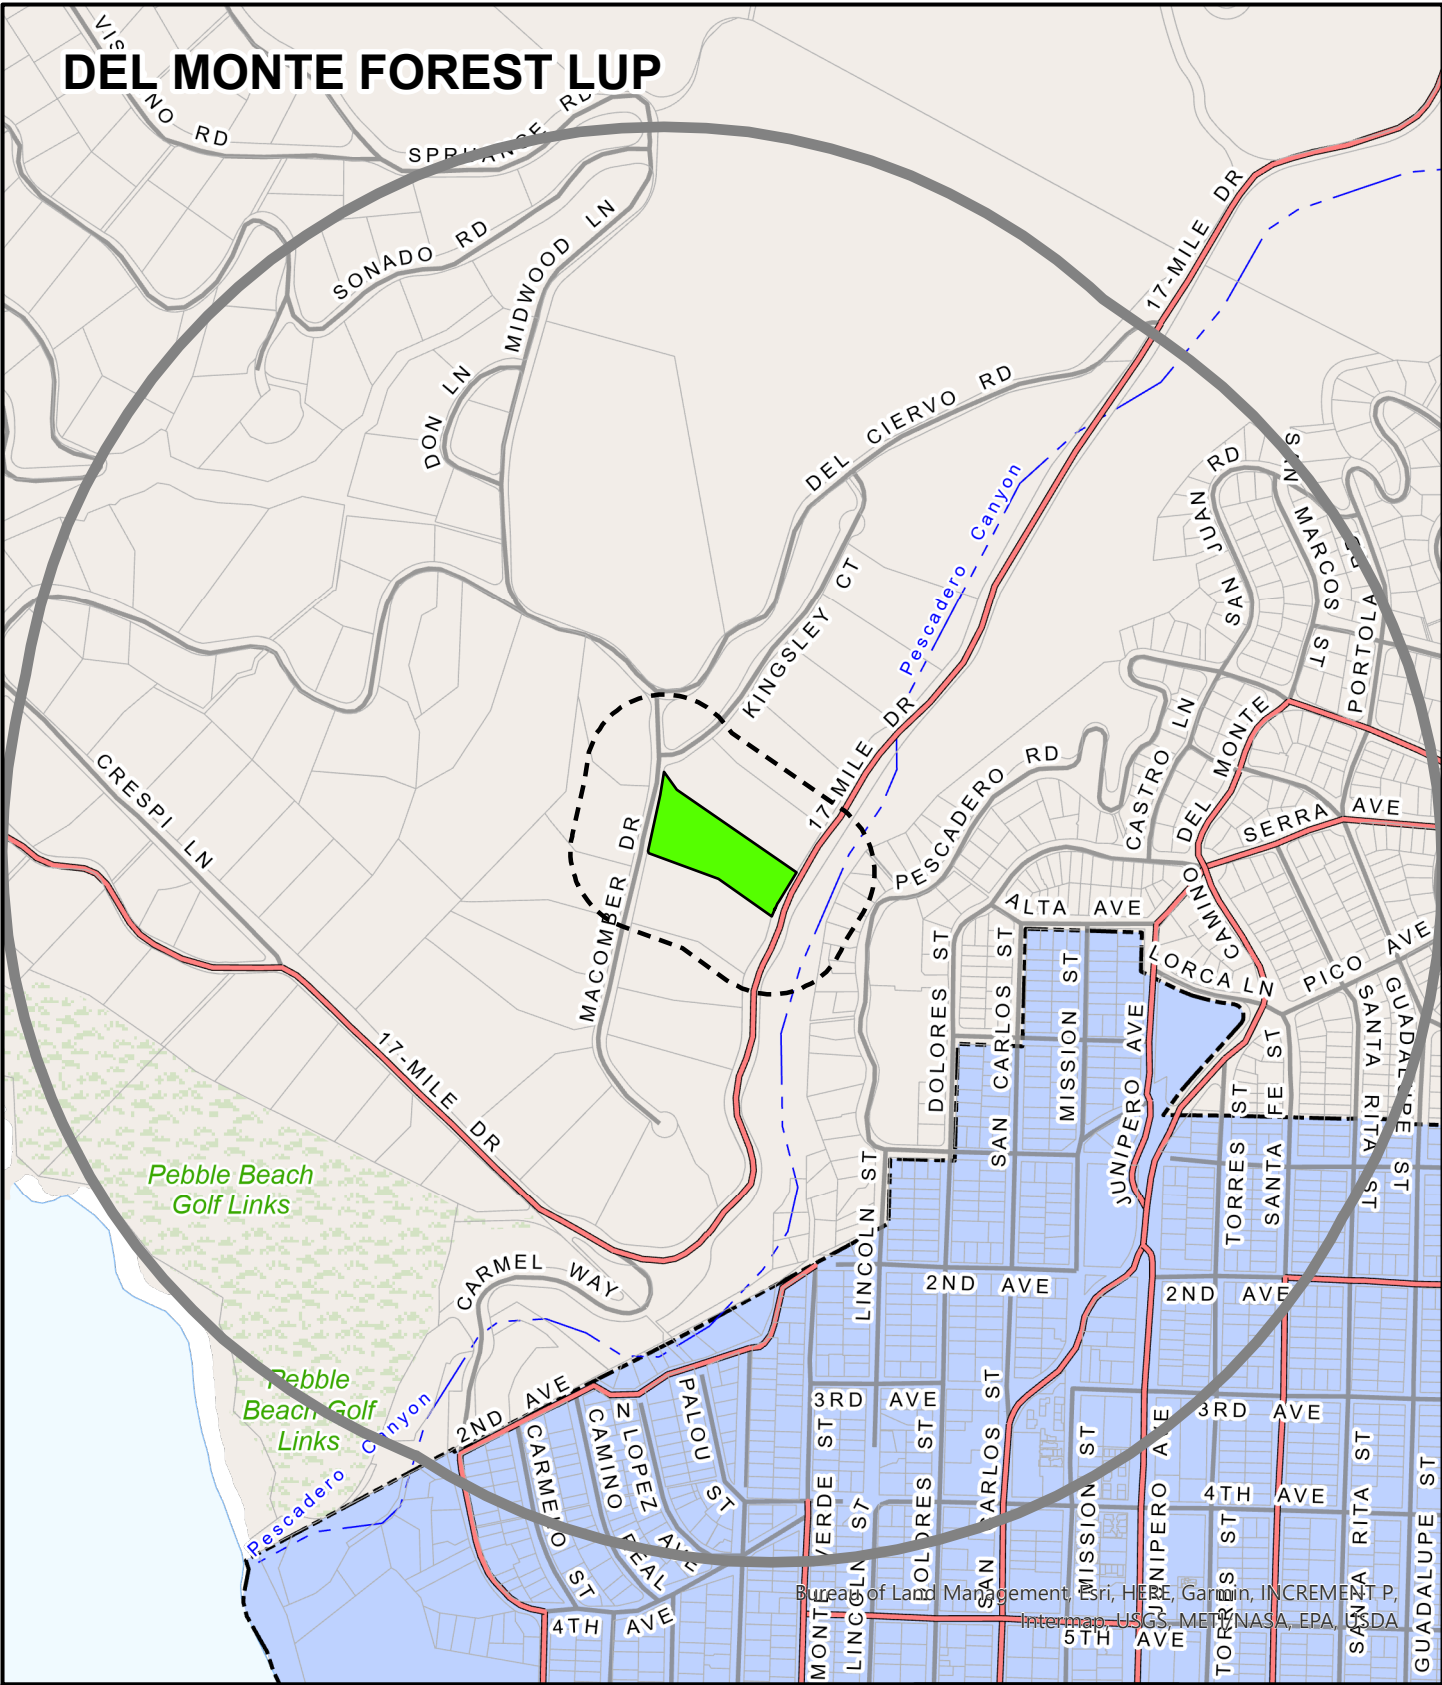 DEL MONTE FOREST LUP
RD
SPRUANCE RD
SONADO RD
MIDWOOD LN
DON LN
17-MILE DR
DEL CIERVO RD
Pescadero Canyon
KINGSLEY CT
SAN JUAN RD
SAN MARCOS ST
PORTOLA
CRESPI LN
MACOMBER DR
17-MILE DR
PESCADERO RD
CASTRO LN
CAMINO DEL MONTE
SERRA AVE
ALTA AVE
LORCA LN
PICO AVE
DOLORES ST
SAN CARLOS ST
MISSION ST
JUNIPERO AVE
TORRES ST
SANTA FE ST
SANTA RITA ST
GUADALUPE ST
17-MILE DR
Pebble Beach
Golf Links
CARMEL WAY
LINCOLN ST
2ND AVE
2ND AVE
Pebble
Beach Golf
Links
Pescadero Canyon
2ND AVE
N
CAMINO REAL
LOPEZ AVE
PALOU ST
CARMELO ST
3RD AVE
3RD AVE
4TH AVE
4TH AVE
5TH AVE
MONTE VERDE ST
LINCOLN ST
DOLORES ST
SAN CARLOS ST
MISSION ST
JUNIPERO AVE
TORRES ST
SANTA RITA ST
GUADALUPE ST
Bureau of Land Management, Esri, HERE, Garmin, INCREMENT P,
Intermap, USGS, METI/NASA, EPA, USDA